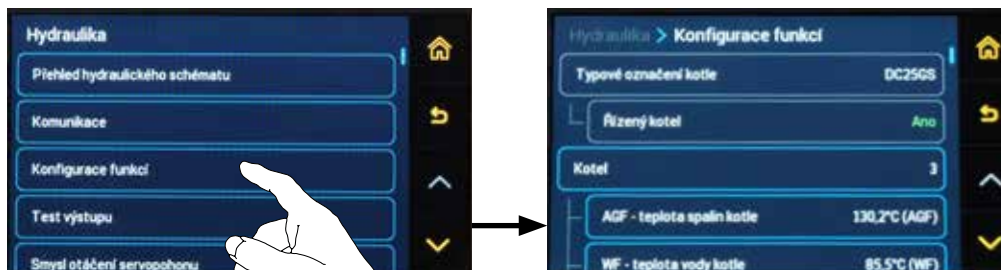 Hydraulika
Přehled hydraulického schématu
Komunikace
Konfigurace funkcí
Test výstupu
Smysl otáčení servopohonu
Hydraulika > Konfigurace funkcí
Typové označení kotle DC25GS
Řízený kotel Ano
Kotel 3
AGF - teplota spalin kotle 130,2°C (AGF)
WF - teplota vody kotle 85.5°C (WF)